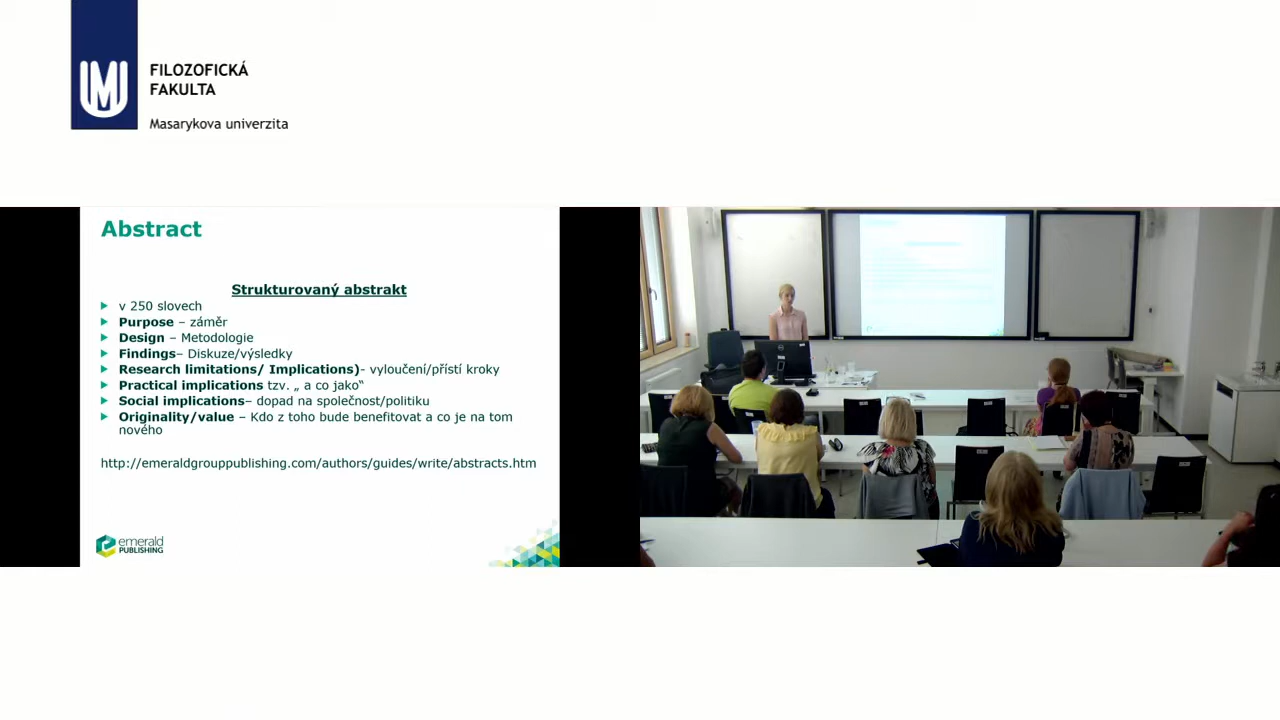 FILOZOFICKÁ
FAKULTA
Masarykova univerzita
Abstract
Strukturovaný abstrakt
v 250 slovech
Purpose – záměr
Design – Metodologie
Findings– Diskuze/výsledky
Research limitations/ Implications)- vyloučení/přístí kroky
Practical implications tzv. „ a co jako“
Social implications– dopad na společnost/politiku
Originality/value – Kdo z toho bude benefitovat a co je na tom
nového
http://emeraldgrouppublishing.com/authors/guides/write/abstracts.htm
emerald
PUBLISHING